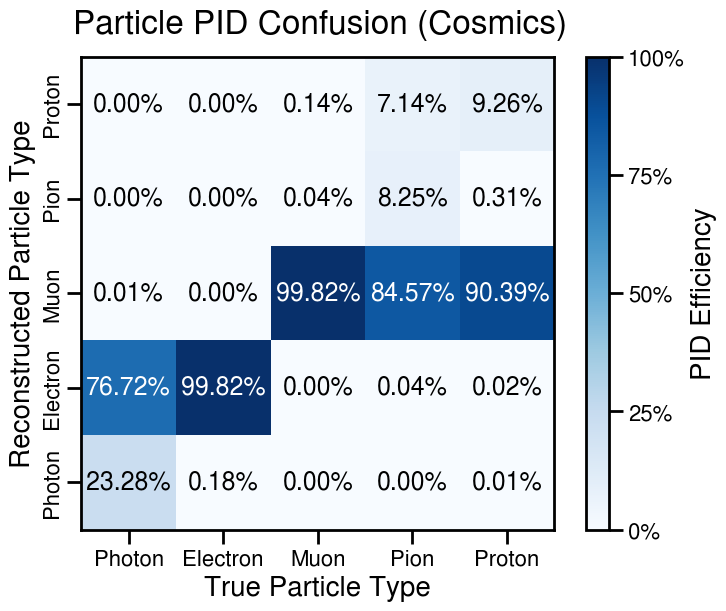 Particle PID Confusion (Cosmics)
Reconstructed Particle Type
Proton
0.00% 0.00% 0.14% 7.14% 9.26%
Pion
0.00% 0.00% 0.04% 8.25% 0.31%
Muon
0.01% 0.00% 99.82% 84.57% 90.39%
Electron
76.72% 99.82% 0.00% 0.04% 0.02%
Photon
23.28% 0.18% 0.00% 0.00% 0.01%
Photon Electron Muon Pion Proton
True Particle Type
100%
75%
50%
25%
0%
PID Efficiency